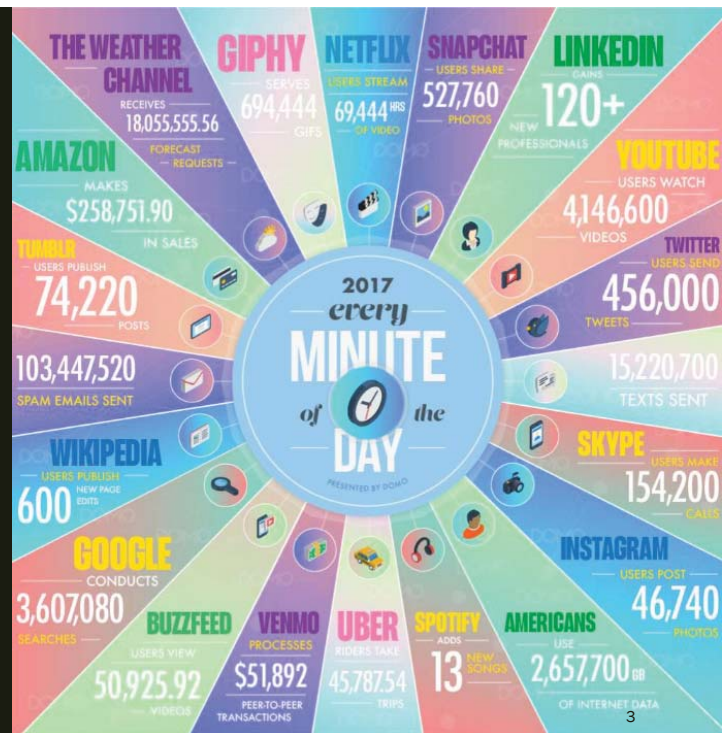 THE WEATHER
CHANNEL
RECEIVES
18,055,555.56
FORECAST
REQUESTS
GIPHY
SERVES
694,444
GIFS
NETFLIX
USERS STREAM
69,444 HRS
OF VIDEO
SNAPCHAT
USERS SHARE
527,760
PHOTOS
LINKEDIN
GAINS
120+
NEW
PROFESSIONALS
YOUTUBE
USERS WATCH
4,146,600
VIDEOS
TWITTER
USERS SEND
456,000
TWEETS
15,220,700
TEXTS SENT
SKYPE
USERS MAKE
154,200
CALLS
INSTAGRAM
USERS POST
46,740
PHOTOS
AMERICANS
USE
2,657,700 GB
OF INTERNET DATA
SPOTIFY
ADDS
13 NEW
SONGS
UBER
RIDERS TAKE
45,787.54
TRIPS
VENMO
PROCESSES
$51,892
PEER-TO-PEER
TRANSACTIONS
BUZZFEED
USERS VIEW
50,925.92
VIDEOS
GOOGLE
CONDUCTS
3,607,080
SEARCHES
WIKIPEDIA
USERS PUBLISH
600 NEW PAGE
EDITS
103,447,520
SPAM EMAILS SENT
TUMBLR
USERS PUBLISH
74,220
POSTS
AMAZON
MAKES
$258,751.90
IN SALES
2017
every
MINUTE
of the
DAY
PRESENTED BY DOMO
3